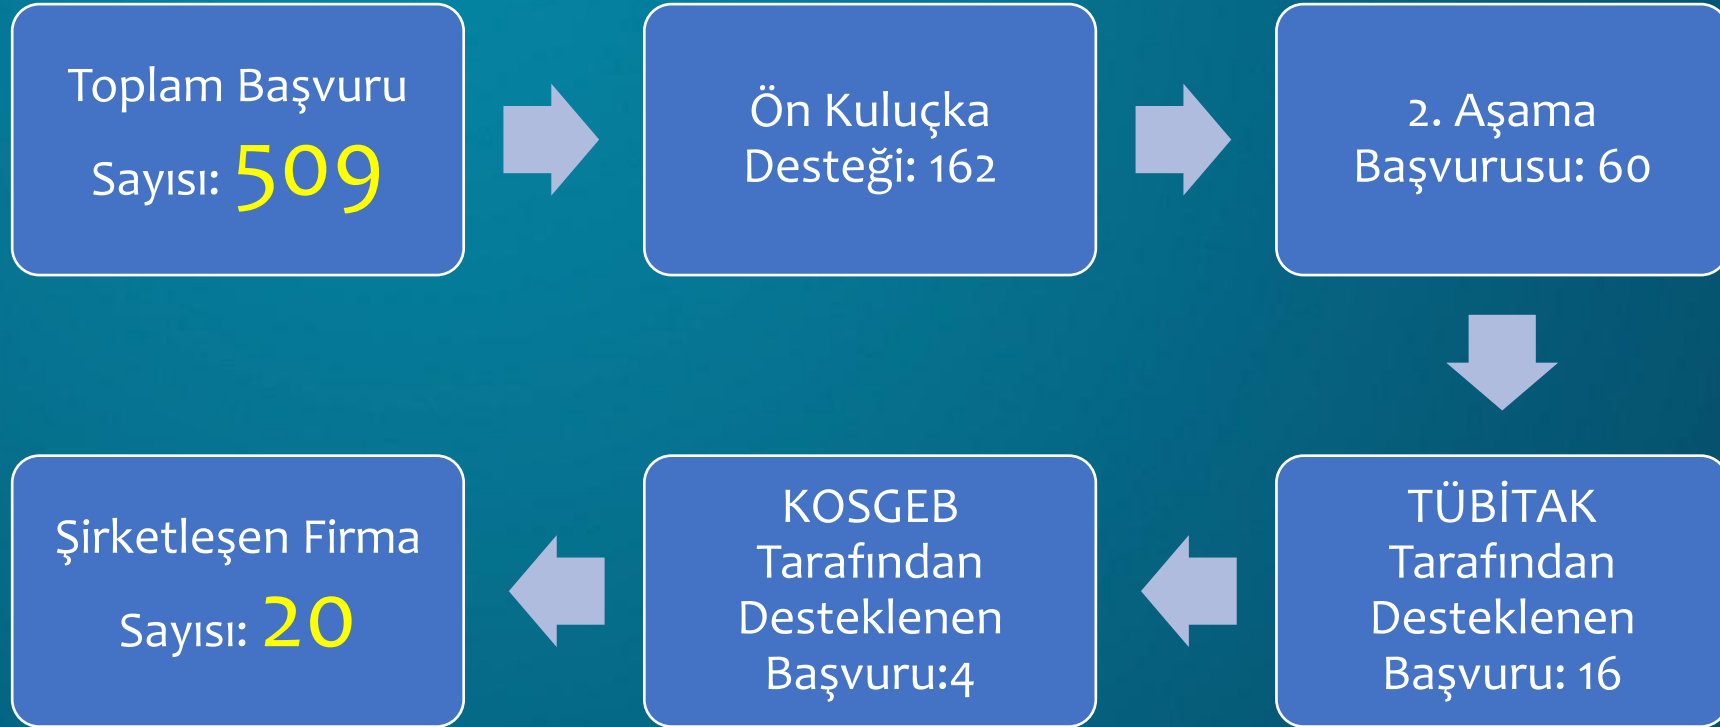 Toplam Başvuru
Sayısı: 509
Ön Kuluçka
Desteği: 162
2. Aşama
Başvurusu: 60
TÜBİTAK
Tarafından
Desteklenen
Başvuru: 16
KOSGEB
Tarafından
Desteklenen
Başvuru:4
Şirketleşen Firma
Sayısı: 20